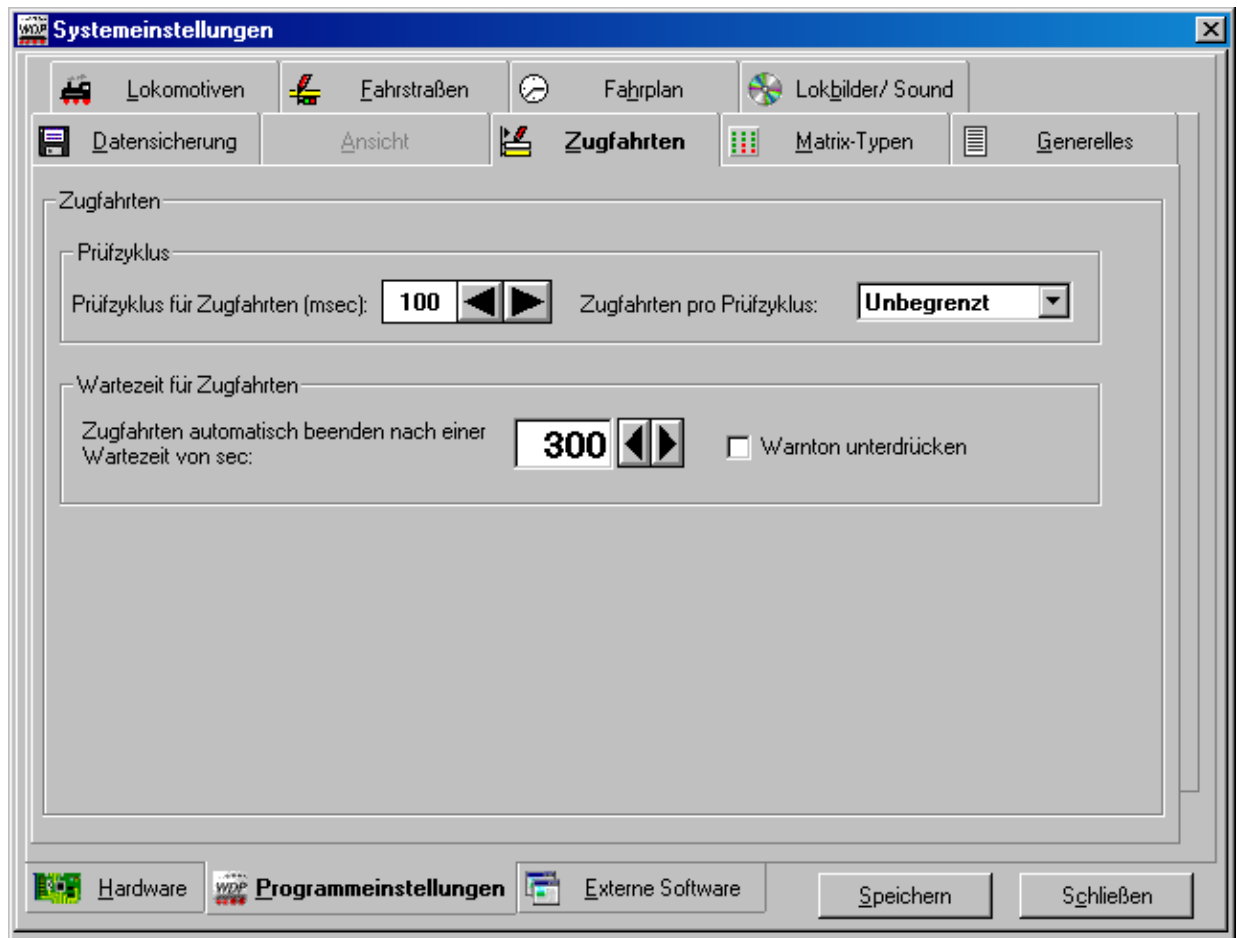 WDP Systemeinstellungen
Lokomotiven Fahrstraßen Fahrplan Lokbilder/ Sound
Datensicherung Ansicht Zugfahrten Matrix-Typen Generelles
Zugfahrten
Prüfzyklus
Prüfzyklus für Zugfahrten (msec): 100 Zugfahrten pro Prüfzyklus: Unbegrenzt
Wartezeit für Zugfahrten
Zugfahrten automatisch beenden nach einer
Wartezeit von sec: 300 Warnton unterdrücken
Hardware WDP Programmeinstellungen Externe Software Speichern Schließen